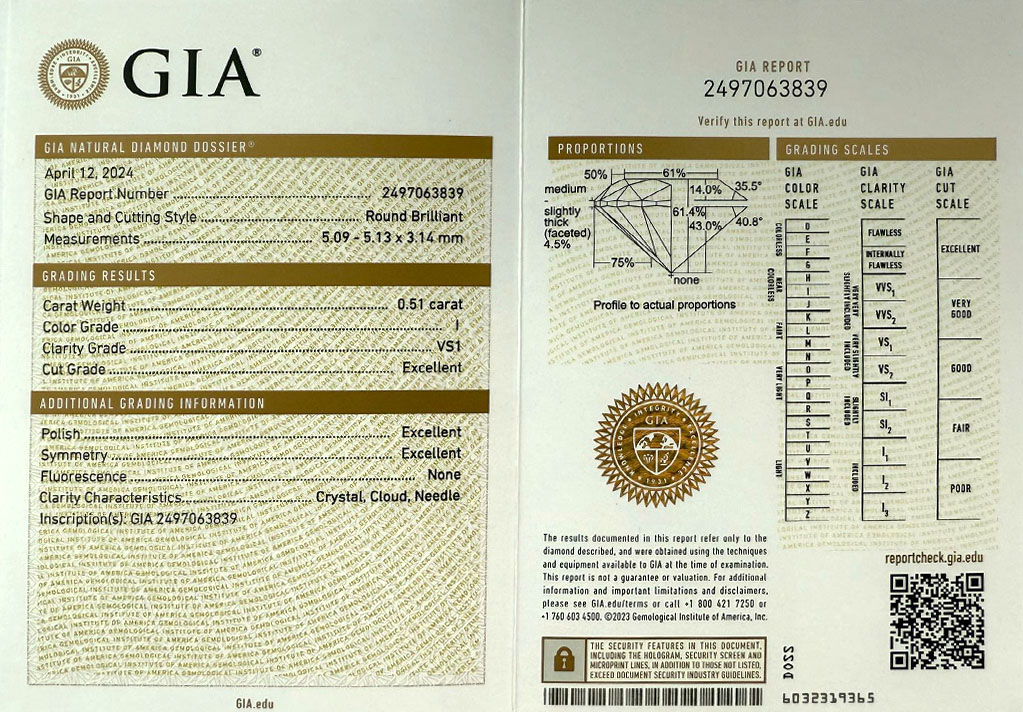 GIA®
GIA NATURAL DIAMOND DOSSIER®
April 12, 2024
GIA Report Number 2497063839
Shape and Cutting Style Round Brilliant
Measurements 5.09 - 5.13 x 3.14 mm
GRADING RESULTS
Carat Weight 0.51 carat
Color Grade I
Clarity Grade VS1
Cut Grade Excellent
ADDITIONAL GRADING INFORMATION
Polish Excellent
Symmetry Excellent
Fluorescence None
Clarity Characteristics Crystal, Cloud, Needle
Inscription(s): GIA 2497063839
GIA.edu
GIA REPORT
2497063839
Verify this report at GIA.edu
PROPORTIONS
50%
61%
medium
-
slightly
thick
(faceted)
4.5%
14.0%
35.5°
61.4%
43.0%
40.8°
75%
none
Profile to actual proportions
GIA
INTEGRITY
KNOWLEDGE
EXCELLENCE
1931
The results documented in this report refer only to the
diamond described, and were obtained using the techniques
and equipment available to GIA at the time of examination.
This report is not a guarantee or valuation. For additional
information and important limitations and disclaimers,
please see GIA.edu/terms or call +1 800 421 7250 or
+1 760 603 4500. ©2023 Gemological Institute of America, Inc.
THE SECURITY FEATURES IN THIS DOCUMENT,
INCLUDING THE HOLOGRAM, SECURITY SCREEN AND
MICROPRINT LINES, IN ADDITION TO THOSE NOT LISTED,
EXCEED DOCUMENT SECURITY INDUSTRY GUIDELINES.
GRADING SCALES
GIA
COLOR
SCALE
COLORLESS
D
E
F
NEAR COLORLESS
G
H
I
J
FAINT
K
L
M
VERY LIGHT
N
O
P
Q
R
LIGHT
S
T
U
V
W
X
Y
Z
GIA
CLARITY
SCALE
FLAWLESS
INTERNALLY
FLAWLESS
VERY VERY
SLIGHTLY INCLUDED
VVS1
VVS2
VERY SLIGHTLY
INCLUDED
VS1
VS2
SLIGHTLY
INCLUDED
SI1
SI2
INCLUDED
I1
I2
I3
GIA
CUT
SCALE
EXCELLENT
VERY
GOOD
GOOD
FAIR
POOR
reportcheck.gia.edu
D022
6032319365